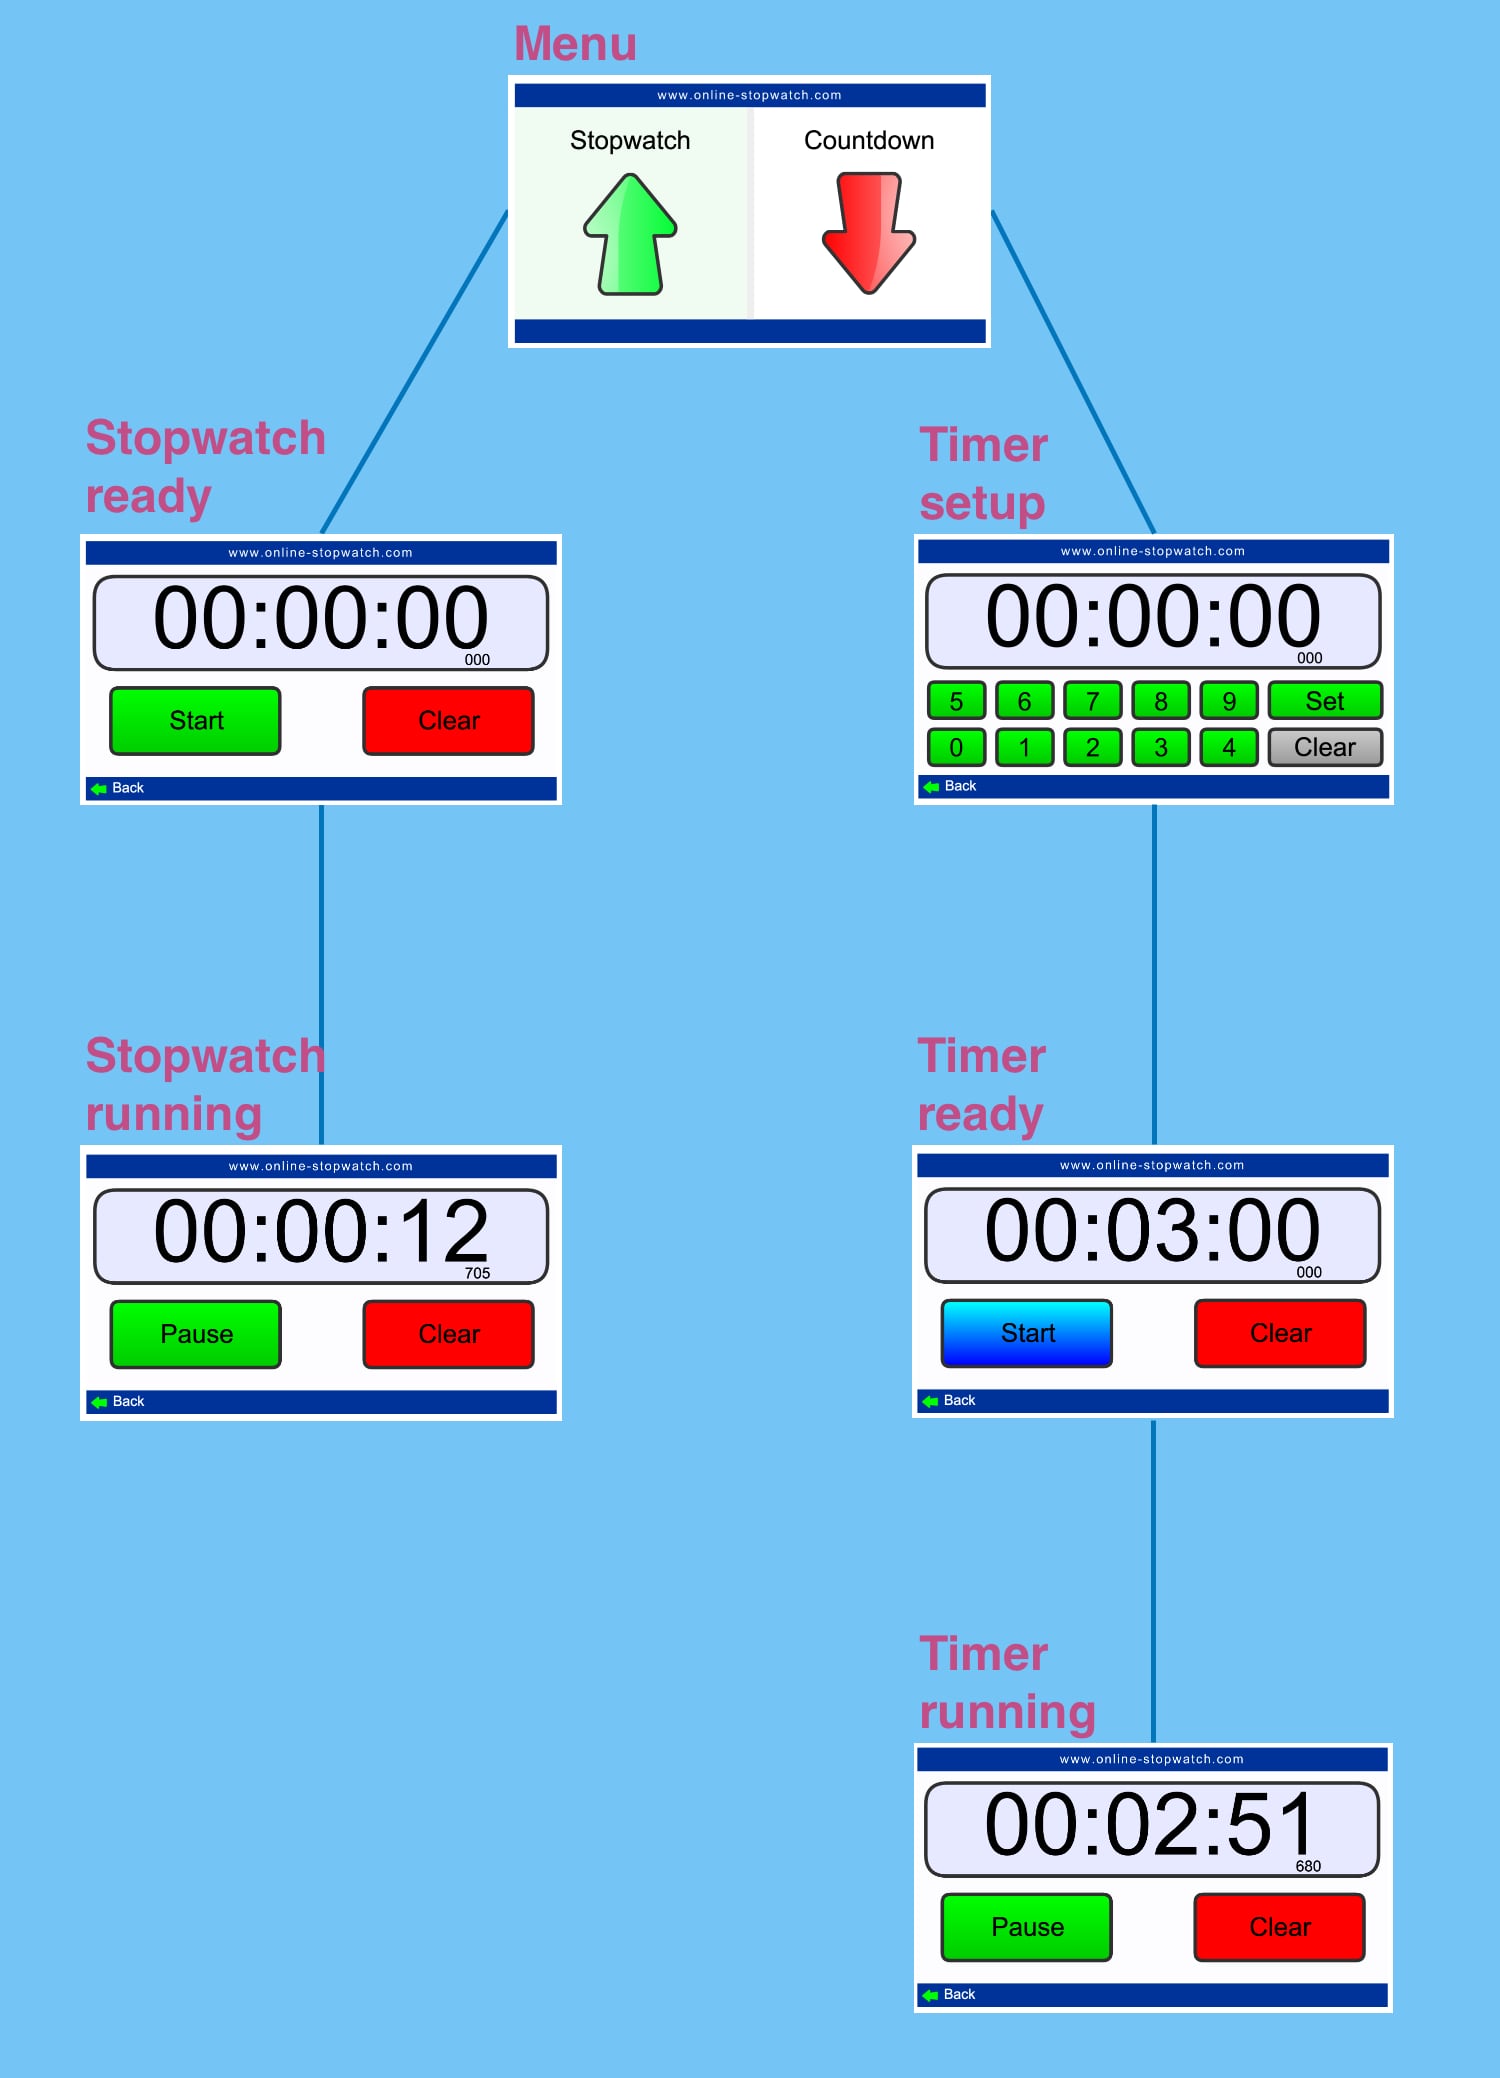 Menu
www.online-stopwatch.com
Stopwatch
Countdown
Stopwatch
ready
www.online-stopwatch.com
00:00:00
000
Start
Clear
Back
Timer
setup
www.online-stopwatch.com
00:00:00
000
5 6 7 8 9 Set
0 1 2 3 4 Clear
Back
Stopwatch
running
www.online-stopwatch.com
00:00:12
705
Pause
Clear
Back
Timer
ready
www.online-stopwatch.com
00:03:00
000
Start
Clear
Back
Timer
running
www.online-stopwatch.com
00:02:51
680
Pause
Clear
Back